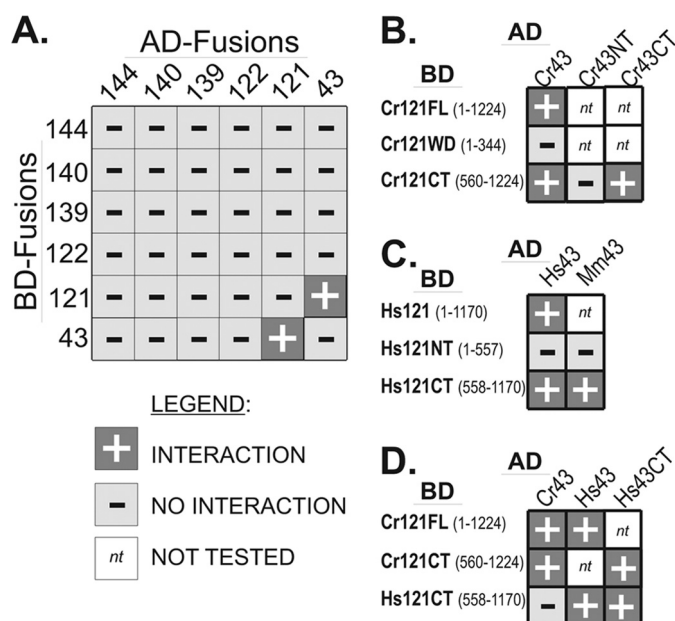 A.
AD-Fusions
144 140 139 122 121 43
BD-Fusions
144 - - - - - -
140 - - - - - -
139 - - - - - -
122 - - - - - -
121 - - - - - +
43 - - - - + -
LEGEND:
+ INTERACTION
- NO INTERACTION
nt NOT TESTED
B.
AD
BD
Cr43 Cr43NT Cr43CT
Cr121FL (1-1224) + nt nt
Cr121WD (1-344) - nt nt
Cr121CT (560-1224) + - +
C.
AD
BD
Hs43 Mm43
Hs121 (1-1170) + nt
Hs121NT (1-557) - -
Hs121CT (558-1170) + +
D.
AD
BD
Cr43 Hs43 Hs43CT
Cr121FL (1-1224) + + nt
Cr121CT (560-1224) + nt +
Hs121CT (558-1170) - + +